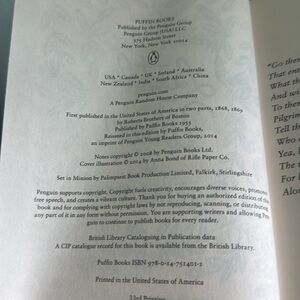 PUFFIN BOOKS
Published by the Penguin Group
Penguin Group (USA) LLC
375 Hudson Street
New York, New York 10014
USA * Canada * UK * Ireland * Australia
New Zealand * India * South Africa * China
penguin.com
A Penguin Random House Company
First published in the United States of America in two parts, 1868, 1869
by Roberts Brothers of Boston
Published by Puffin Books 1953
Reissued in this edition by Puffin Books,
an imprint of Penguin Young Readers Group, 2014
Notes copyright © 2008 by Penguin Books Ltd.
Cover illustration © 2014 by Anna Bond of Rifle Paper Co.
Set in Minion by Palimpsest Book Production Limited, Falkirk, Stirlingshire
Penguin supports copyright. Copyright fuels creativity, encourages diverse voices, promotes
free speech, and creates a vibrant culture. Thank you for buying an authorized edition of this
book and for complying with copyright laws by not reproducing, scanning, or distributing
any part of it in any form without permission. You are supporting writers and allowing Pen-
guin to continue to publish books for every reader.
British Library Cataloguing in Publication data
A CIP catalogue record for this book is available from the British Library.
Puffin Books ISBN 978-0-14-751401-2
Printed in the United States of America
Printing
"Go then
That ent
What th
And wi
To th
Pilgrim
Tell th
Who
Yea, l
The
For l
Alon